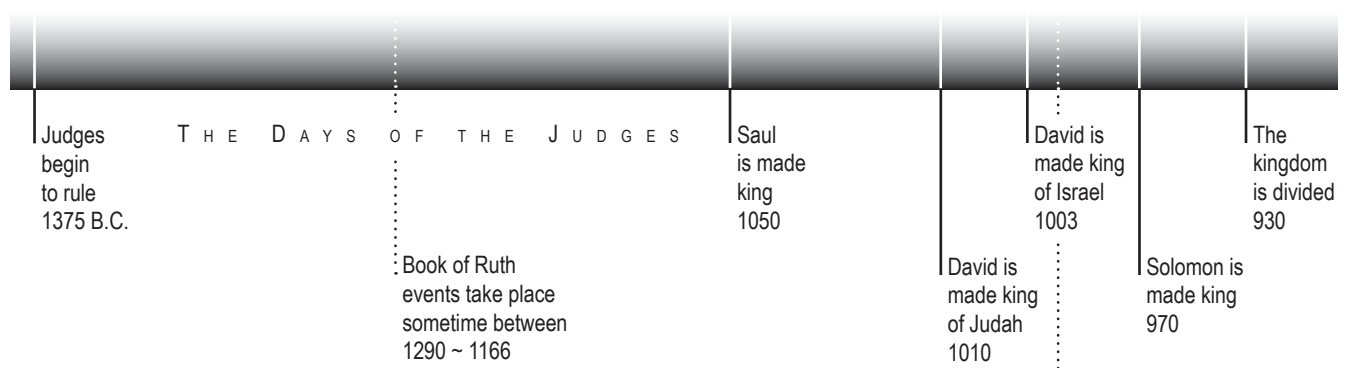 Judges
begin
to rule
1375 B.C.
THE DAYS OF THE JUDGES
Book of Ruth
events take place
sometime between
1290 ~ 1166
Saul
is made
king
1050
David is
made king
of Judah
1010
David is
made king
of Israel
1003
Solomon is
made king
970
The
kingdom
is divided
930